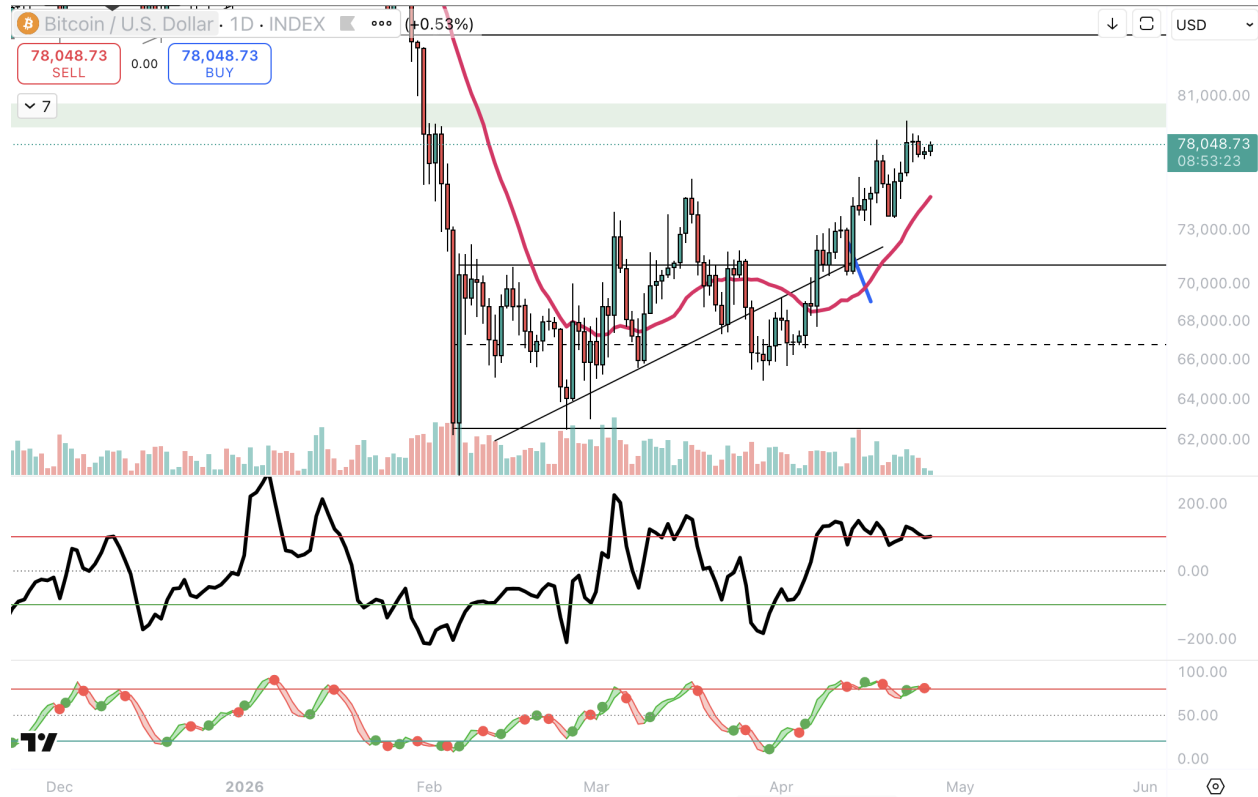 Bitcoin / U.S. Dollar · 1D · INDEX
(+0.53%)
USD
78,048.73
SELL
0.00
78,048.73
BUY
7
81,000.00
78,048.73
08:53:23
73,000.00
70,000.00
68,000.00
66,000.00
64,000.00
62,000.00
200.00
0.00
−200.00
100.00
50.00
0.00
Dec
2026
Feb
Mar
Apr
May
Jun